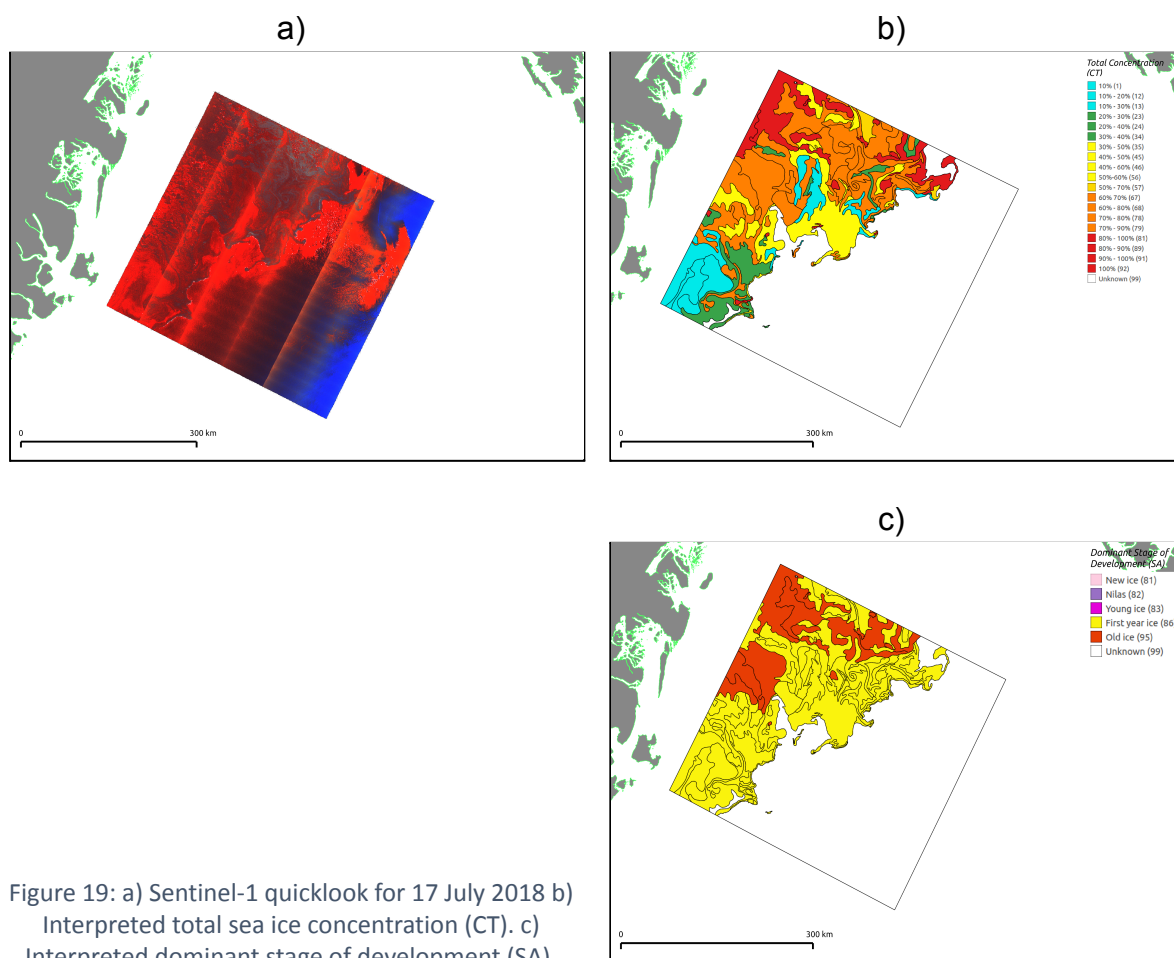 a)
0
300 km
b)
Total Concentration
(CT)
10% (1)
10% - 20% (12)
10% - 30% (13)
20% - 30% (23)
20% - 40% (24)
30% - 40% (34)
30% - 50% (35)
40% - 50% (45)
40% - 60% (46)
50%-60% (56)
50% - 70% (57)
60% 70% (67)
60% - 80% (68)
70% - 80% (78)
70% - 90% (79)
80% - 100% (81)
80% - 90% (89)
90% - 100% (91)
100% (92)
Unknown (99)
0
300 km
c)
Dominant Stage of
Development (SA)
New ice (81)
Nilas (82)
Young ice (83)
First year ice (86
Old ice (95)
Unknown (99)
0
300 km
Figure 19: a) Sentinel-1 quicklook for 17 July 2018 b)
Interpreted total sea ice concentration (CT). c)
Interpreted dominant stage of development (SA)